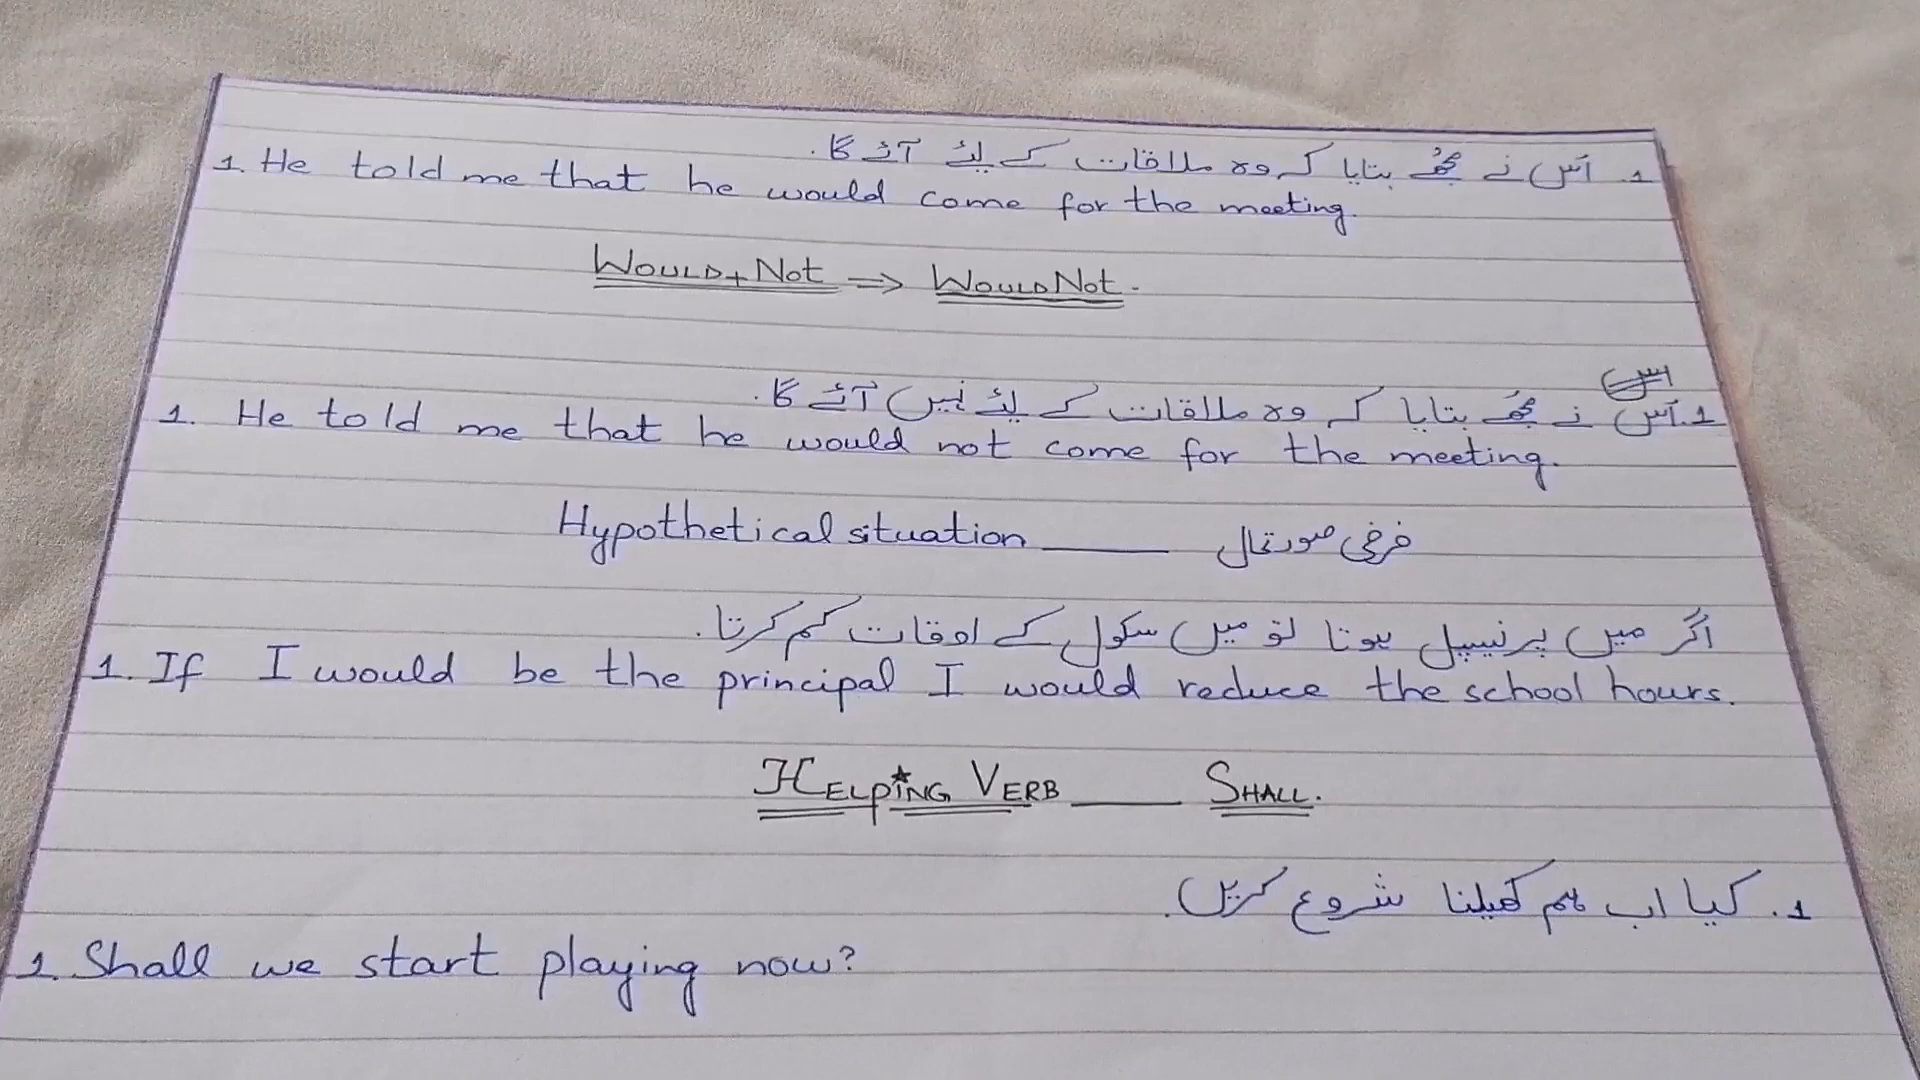 1. اُس نے مجھے بتایا کہ وہ ملاقات کے لیئے آئے گا.
1. He told me that he would come for the meeting.
Would + Not => Would Not.
1. اُس نے مجھے بتایا کہ وہ ملاقات کے لیئے نہیں آئے گا.
1. He told me that he would not come for the meeting.
Hypothetical situation ____ فرضی صورتحال
اگر میں پرنسیپل ہوتا تو میں سکول کے اوقات کم کرتا.
1. If I would be the principal I would reduce the school hours.
Helping Verb ____ Shall.
1. کیا اب ہم کھیلنا شروع کریں.
1. Shall we start playing now?